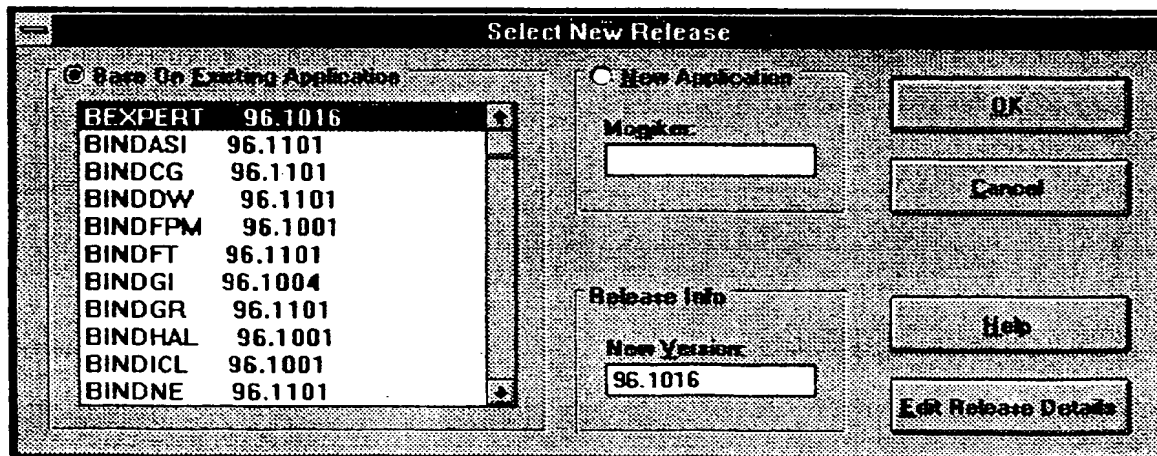 Select New Release
Base On Existing Application
BEXPERT 96.1016
BINDASI 96.1101
BINDCG 96.1101
BINDDW 96.1101
BINDFPM 96.1001
BINDFT 96.1101
BINDGI 96.1004
BINDGR 96.1101
BINDHAL 96.1001
BINDICL 96.1001
BINDNE 96.1101
New Application
Mogiker:
Release Info
New Version:
96.1016
OK
Cancel
Help
Edit Release Details